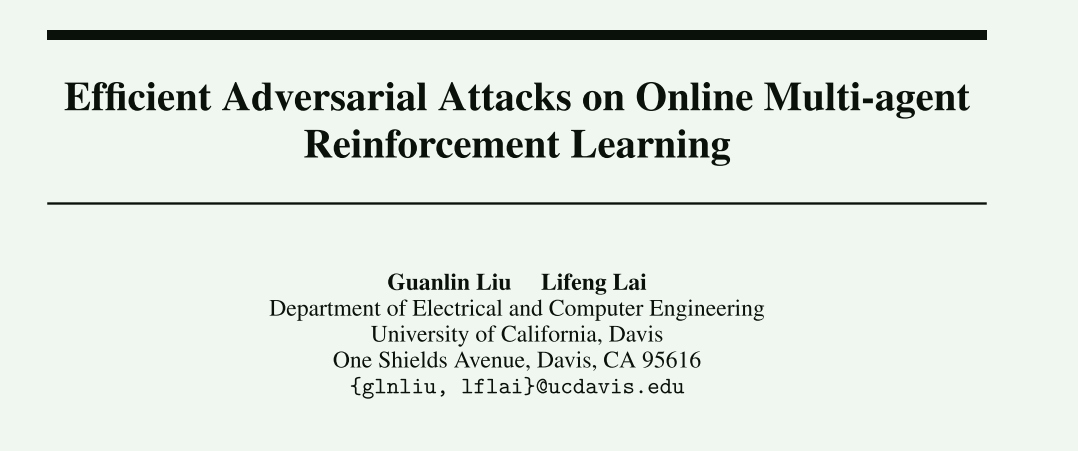 Efficient Adversarial Attacks on Online Multi-agent
Reinforcement Learning
Guanlin Liu Lifeng Lai
Department of Electrical and Computer Engineering
University of California, Davis
One Shields Avenue, Davis, CA 95616
{glnliu, lflai}@ucdavis.edu